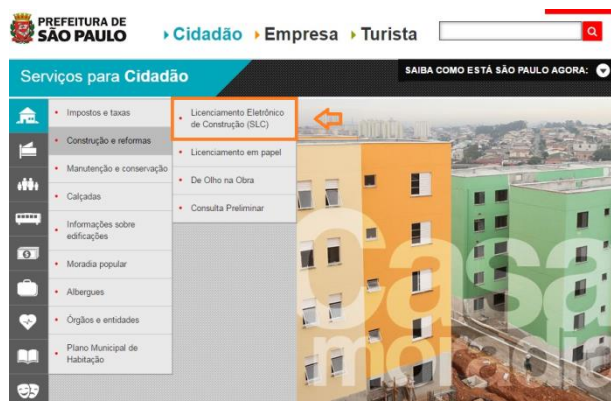 PREFEITURA DE
SÃO PAULO
Cidadão Empresa Turista
Serviços para Cidadão
SAIBA COMO ESTÁ SÃO PAULO AGORA:
• Impostos e taxas
• Construção e reformas
• Manutenção e conservação
• Calçadas
• Informações sobre
edificações
• Moradia popular
• Albergues
• Órgãos e entidades
• Plano Municipal de
Habitação
• Licenciamento Eletrônico
de Construção (SLC)
• Licenciamento em papel
• De Olho na Obra
• Consulta Preliminar
Casa
moradia